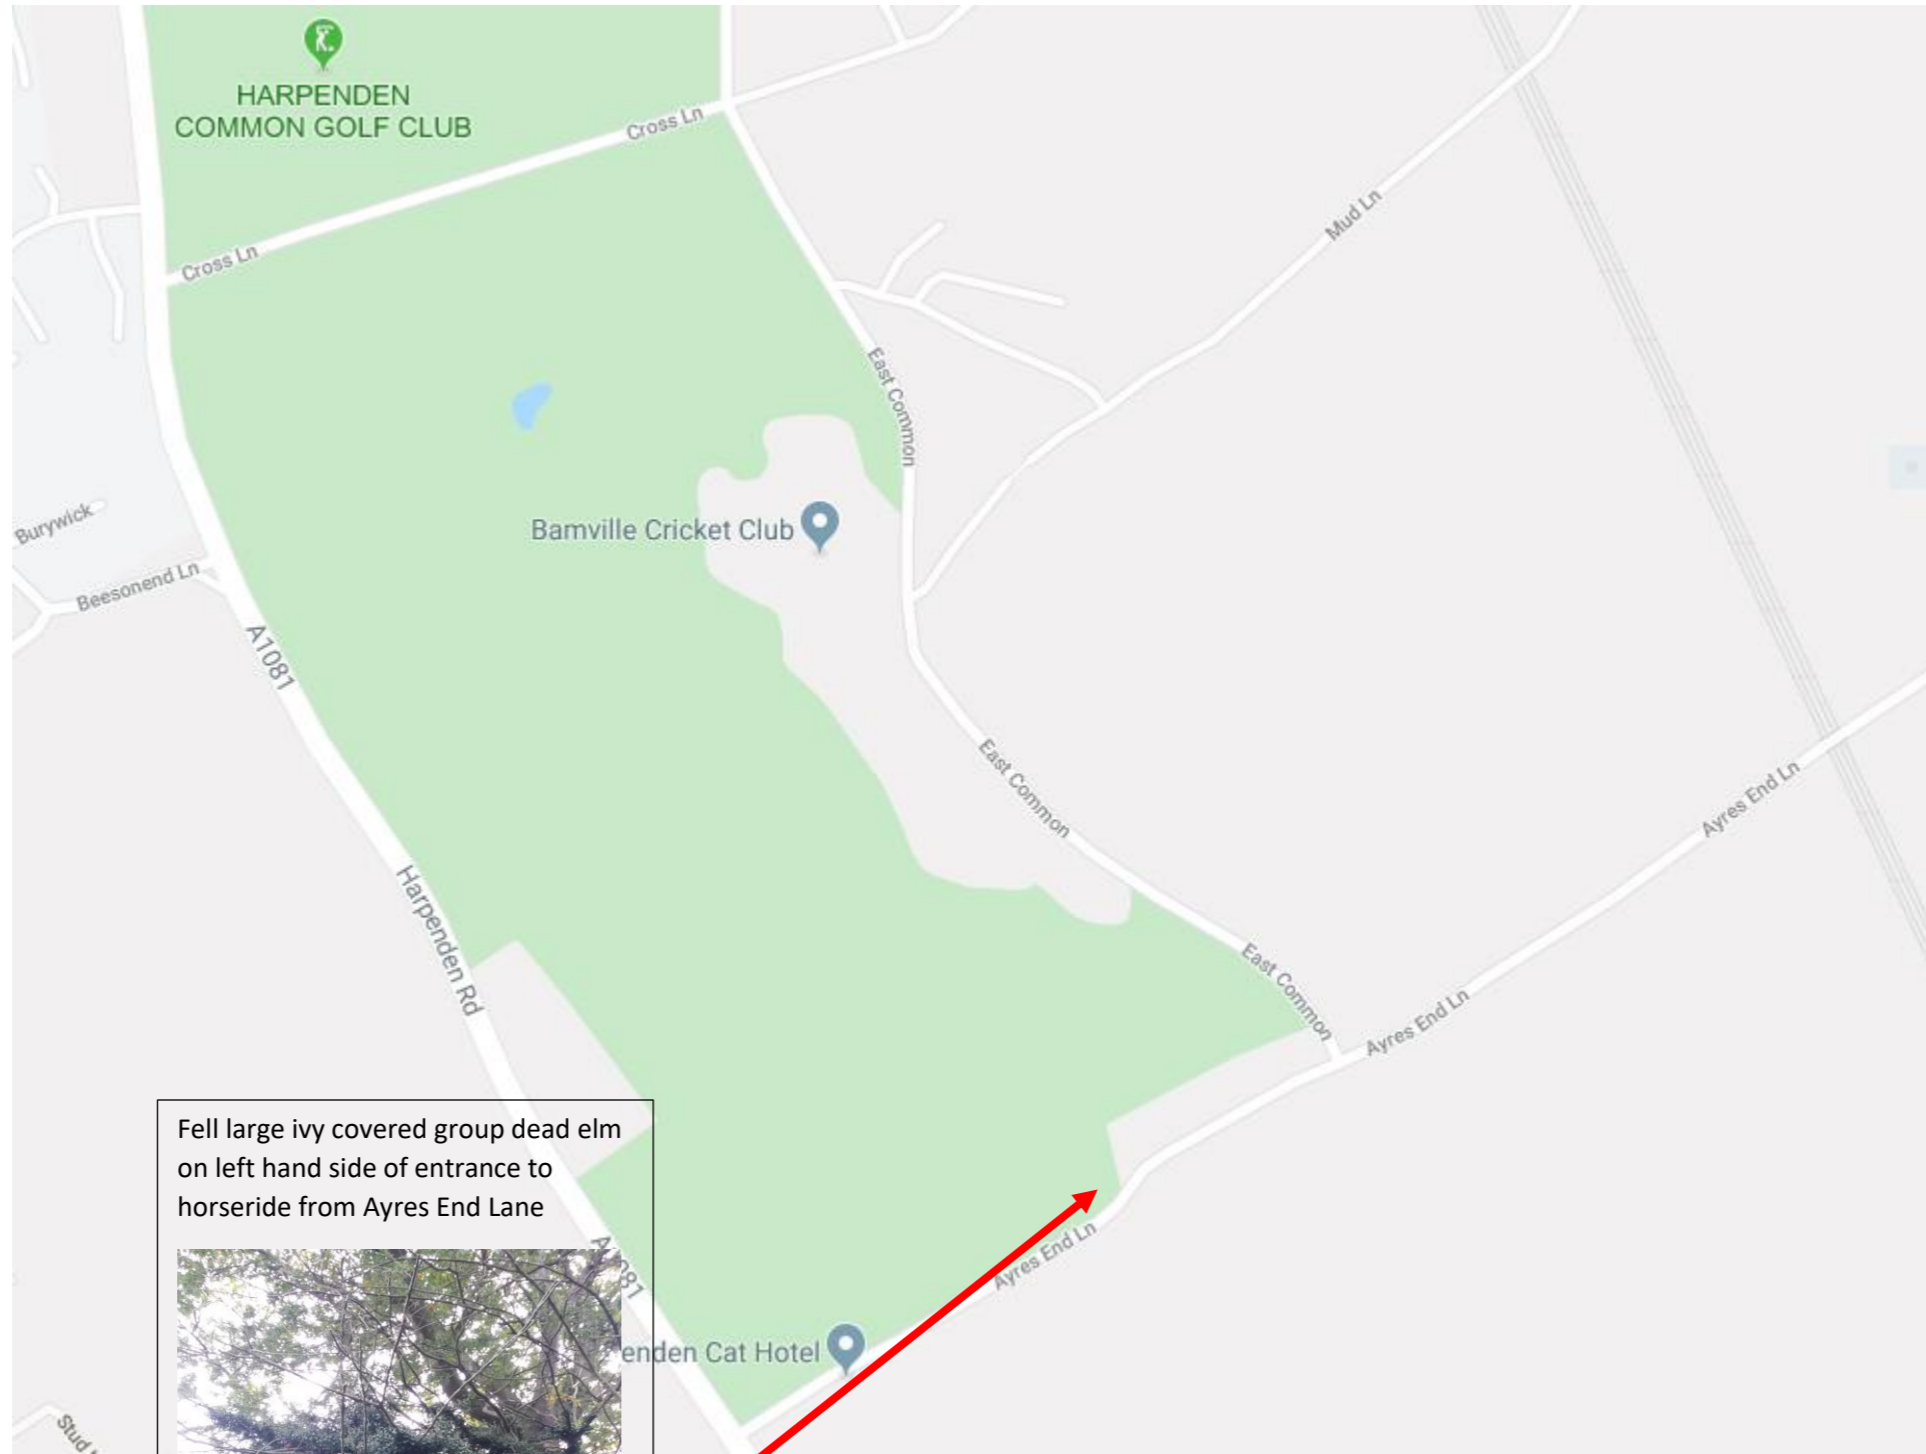 HARPENDEN
COMMON GOLF CLUB
Cross Ln
Cross Ln
Mud Ln
East Common
Burywick
Bamville Cricket Club
Beesonend Ln
A1081
East Common
Ayres End Ln
Harpenden Rd
East Common
Ayres End Ln
Fell large ivy covered group dead elm
on left hand side of entrance to
horseride from Ayres End Lane
A1081
Ayres End Ln
enden Cat Hotel
Stud